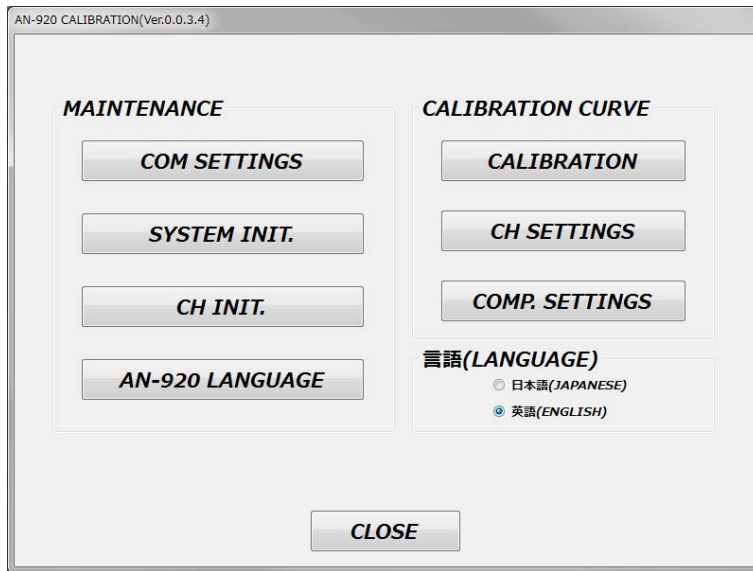 AN-920 CALIBRATION(Ver.0.0.3.4)
MAINTENANCE
COM SETTINGS
SYSTEM INIT.
CH INIT.
AN-920 LANGUAGE
CALIBRATION CURVE
CALIBRATION
CH SETTINGS
COMP. SETTINGS
言語(LANGUAGE)
日本語(JAPANESE)
英語(ENGLISH)
CLOSE